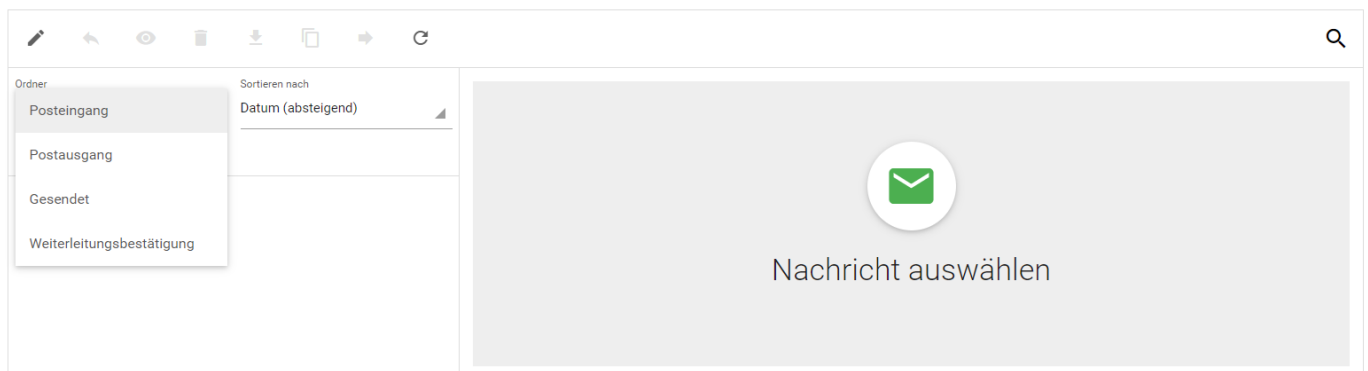 Ordner
Sortieren nach
Posteingang
Datum (absteigend)
Postausgang
Gesendet
Weiterleitungsbestätigung
Nachricht auswählen